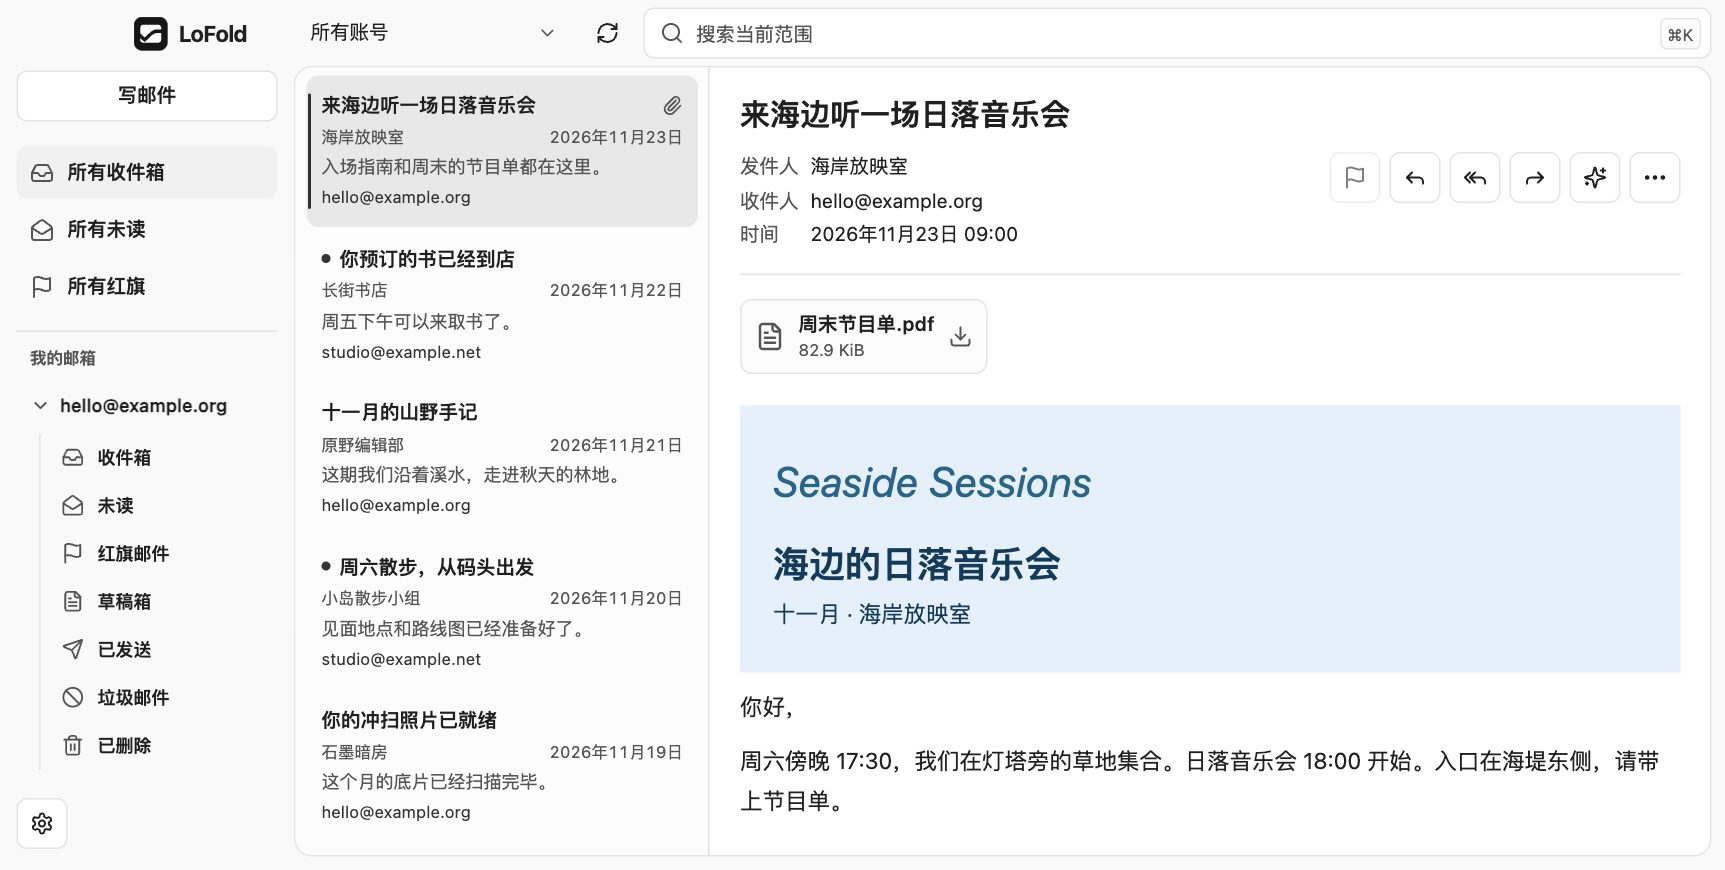 LoFold
所有账号
搜索当前范围
⌘K
写邮件
所有收件箱
所有未读
所有红旗
我的邮箱
hello@example.org
收件箱
未读
红旗邮件
草稿箱
已发送
垃圾邮件
已删除
来海边听一场日落音乐会
海岸放映室 2026年11月23日
入场指南和周末的节目单都在这里。
hello@example.org
你预订的书已经到店
长街书店 2026年11月22日
周五下午可以来取书了。
studio@example.net
十一月的山野手记
原野编辑部 2026年11月21日
这期我们沿着溪水，走进秋天的林地。
hello@example.org
周六散步，从码头出发
小岛散步小组 2026年11月20日
见面地点和路线图已经准备好了。
studio@example.net
你的冲扫照片已就绪
石墨暗房 2026年11月19日
这个月的底片已经扫描完毕。
hello@example.org
来海边听一场日落音乐会
发件人 海岸放映室
收件人 hello@example.org
时间 2026年11月23日 09:00
周末节目单.pdf
82.9 KiB
Seaside Sessions
海边的日落音乐会
十一月 · 海岸放映室
你好，
周六傍晚 17:30，我们在灯塔旁的草地集合。日落音乐会 18:00 开始。入口在海堤东侧，请带
上节目单。